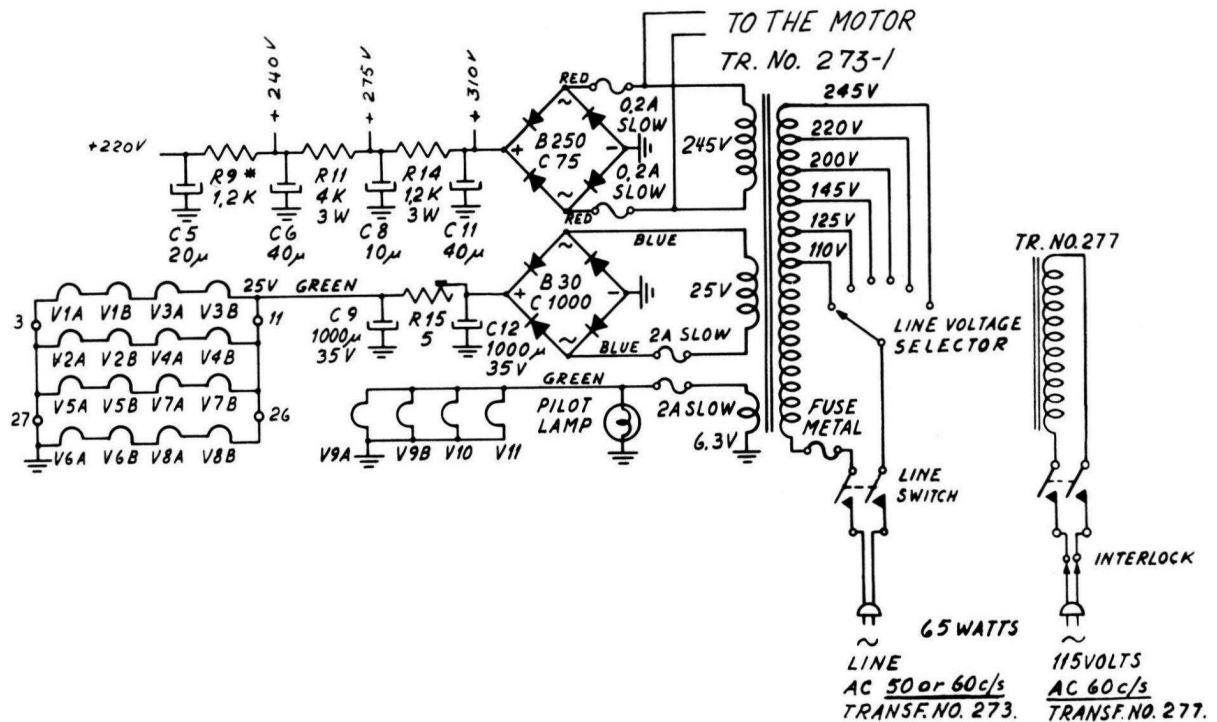 TO THE MOTOR
TR. NO. 273-1
+220V
+240V
+275V
+310V
RED
0,2A
SLOW
B250
C75
0,2A
SLOW
RED
245V
245V
220V
200V
145V
125V
110V
R9*
1,2K
R11
4K
3W
R14
1,2K
3W
C5
20μ
C6
40μ
C8
10μ
C11
40μ
TR. NO. 277
BLUE
B30
C1000
25V
2A SLOW
BLUE
LINE VOLTAGE
SELECTOR
25V
GREEN
C9
1000μ
35V
R15
5
C12
1000μ
35V
3
V1A V1B V3A V3B
11
V2A V2B V4A V4B
V5A V5B V7A V7B
27
26
V6A V6B V8A V8B
GREEN
PILOT
LAMP
2A SLOW
6,3V
V9A V9B V10 V11
FUSE
METAL
LINE
SWITCH
INTERLOCK
65 WATTS
~
LINE
AC 50 or 60 c/s
TRANSF. NO. 273.
~
115 VOLTS
AC 60 c/s
TRANSF. NO. 277.